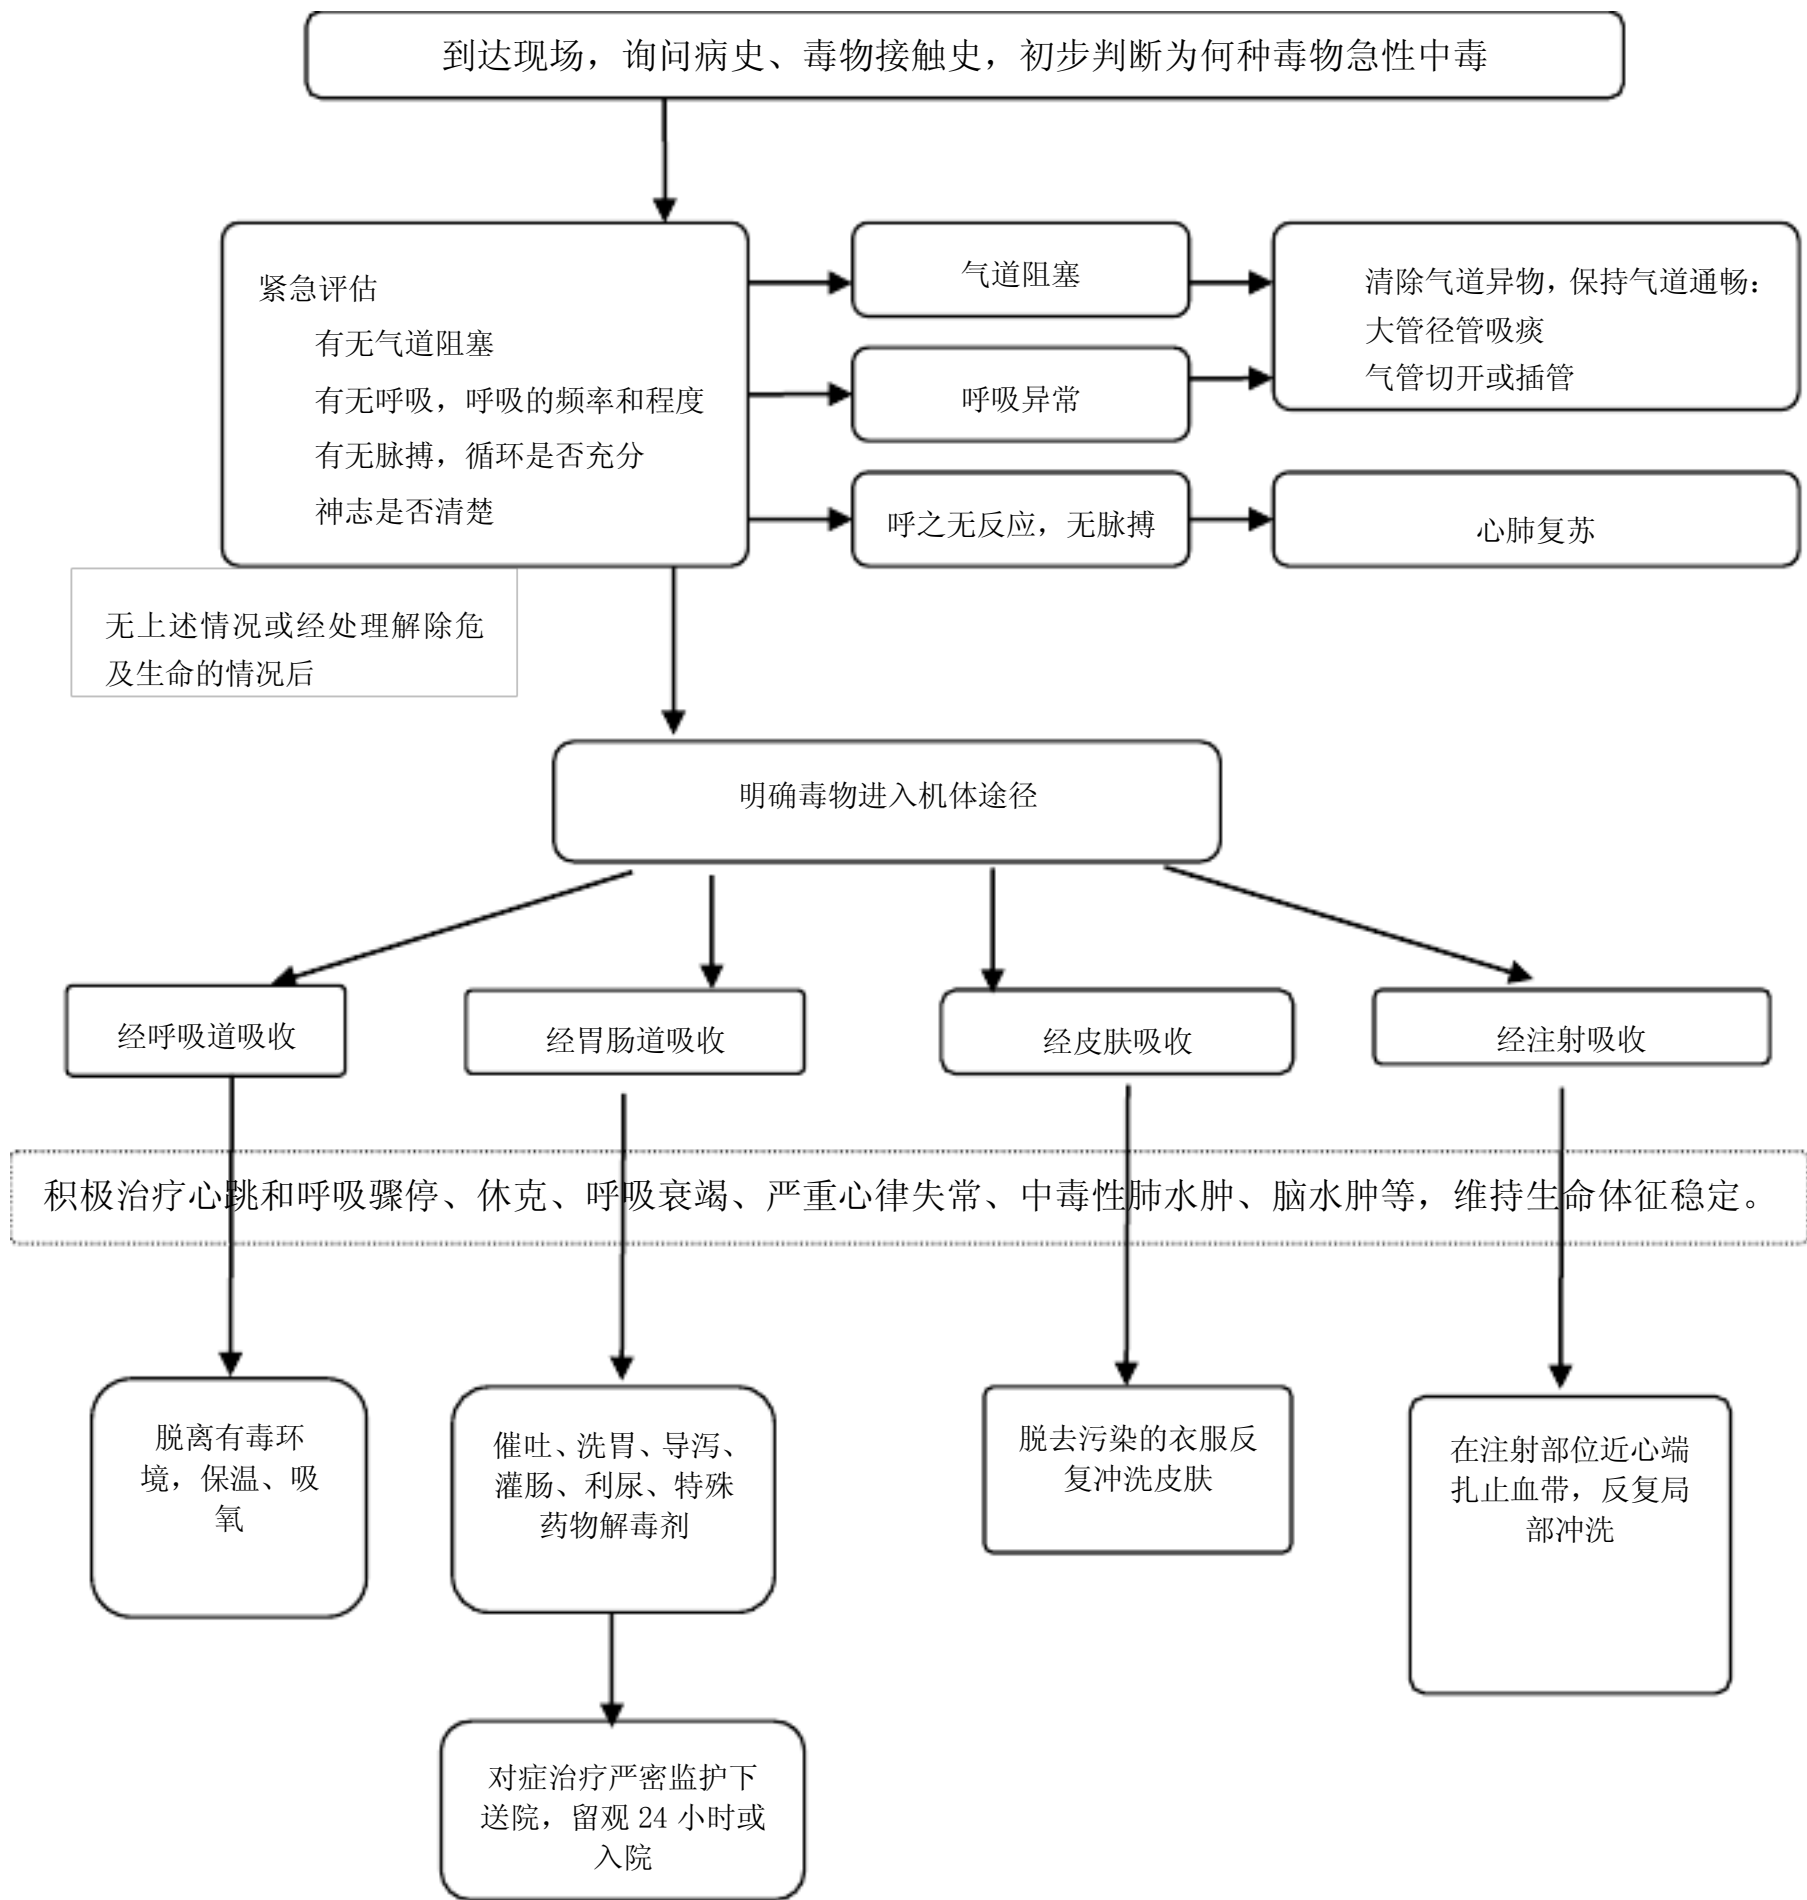 到达现场，询问病史、毒物接触史，初步判断为何种毒物急性中毒
紧急评估
有无气道阻塞
有无呼吸，呼吸的频率和程度
有无脉搏，循环是否充分
神志是否清楚
气道阻塞
呼吸异常
呼之无反应，无脉搏
清除气道异物，保持气道通畅：
大管径管吸痰
气管切开或插管
心肺复苏
无上述情况或经处理解除危
及生命的情况后
明确毒物进入机体途径
经呼吸道吸收
经胃肠道吸收
经皮肤吸收
经注射吸收
积极治疗心跳和呼吸骤停、休克、呼吸衰竭、严重心律失常、中毒性肺水肿、脑水肿等，维持生命体征稳定。
脱离有毒环
境，保温、吸
氧
催吐、洗胃、导泻、
灌肠、利尿、特殊
药物解毒剂
脱去污染的衣服反
复冲洗皮肤
在注射部位近心端
扎止血带，反复局
部冲洗
对症治疗严密监护下
送院，留观 24 小时或
入院